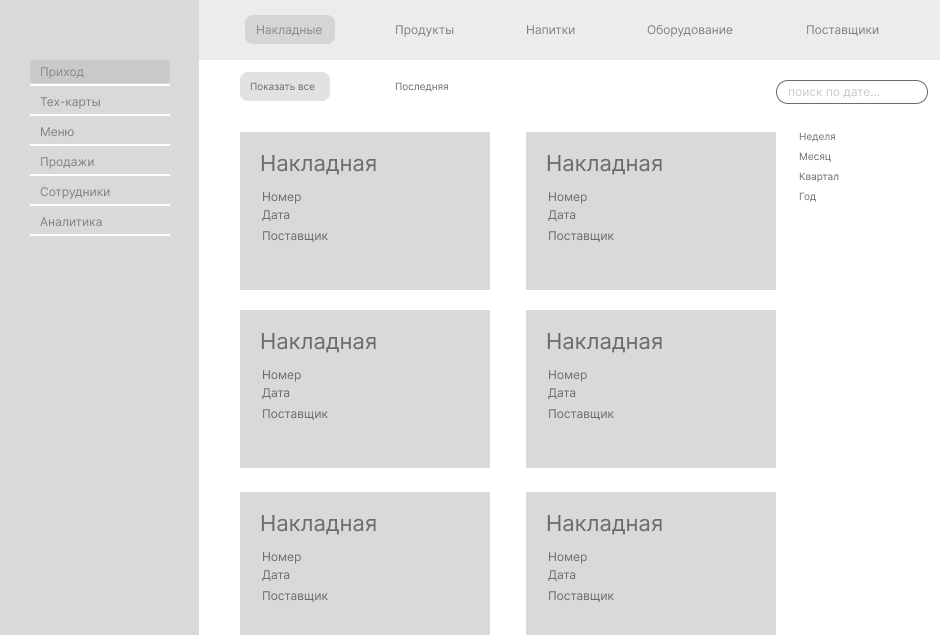 Накладные
Продукты
Напитки
Оборудование
Поставщики
Приход
Тех-карты
Меню
Продажи
Сотрудники
Аналитика
Показать все
Последняя
поиск по дате...
Неделя
Месяц
Квартал
Год
Накладная
Номер
Дата
Поставщик
Накладная
Номер
Дата
Поставщик
Накладная
Номер
Дата
Поставщик
Накладная
Номер
Дата
Поставщик
Накладная
Номер
Дата
Поставщик
Накладная
Номер
Дата
Поставщик